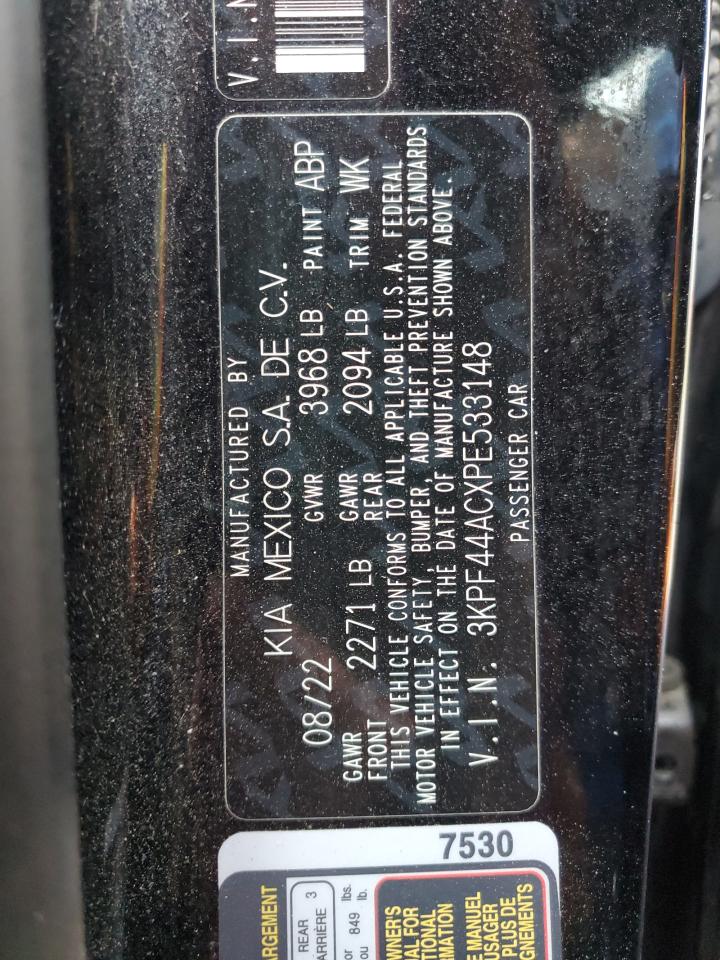 V.I.N
MANUFACTURED BY
KIA MEXICO S.A. DE C.V.
08/22 GVWR 3968 LB PAINT ABP
GAWR FRONT 2271 LB GAWR REAR 2094 LB TRIM WK
THIS VEHICLE CONFORMS TO ALL APPLICABLE U.S.A. FEDERAL
MOTOR VEHICLE SAFETY, BUMPER, AND THEFT PREVENTION STANDARDS
IN EFFECT ON THE DATE OF MANUFACTURE SHOWN ABOVE.
V.I.N. 3KPF44ACXPE533148
PASSENGER CAR
7530
ARGEMENT
REAR
ARRIÈRE 3
or 849 lbs.
ou lb.
OWNER'S
AL FOR
TIONAL
RMATION
E MANUEL
USAGER
PLUS DE
GNEMENTS